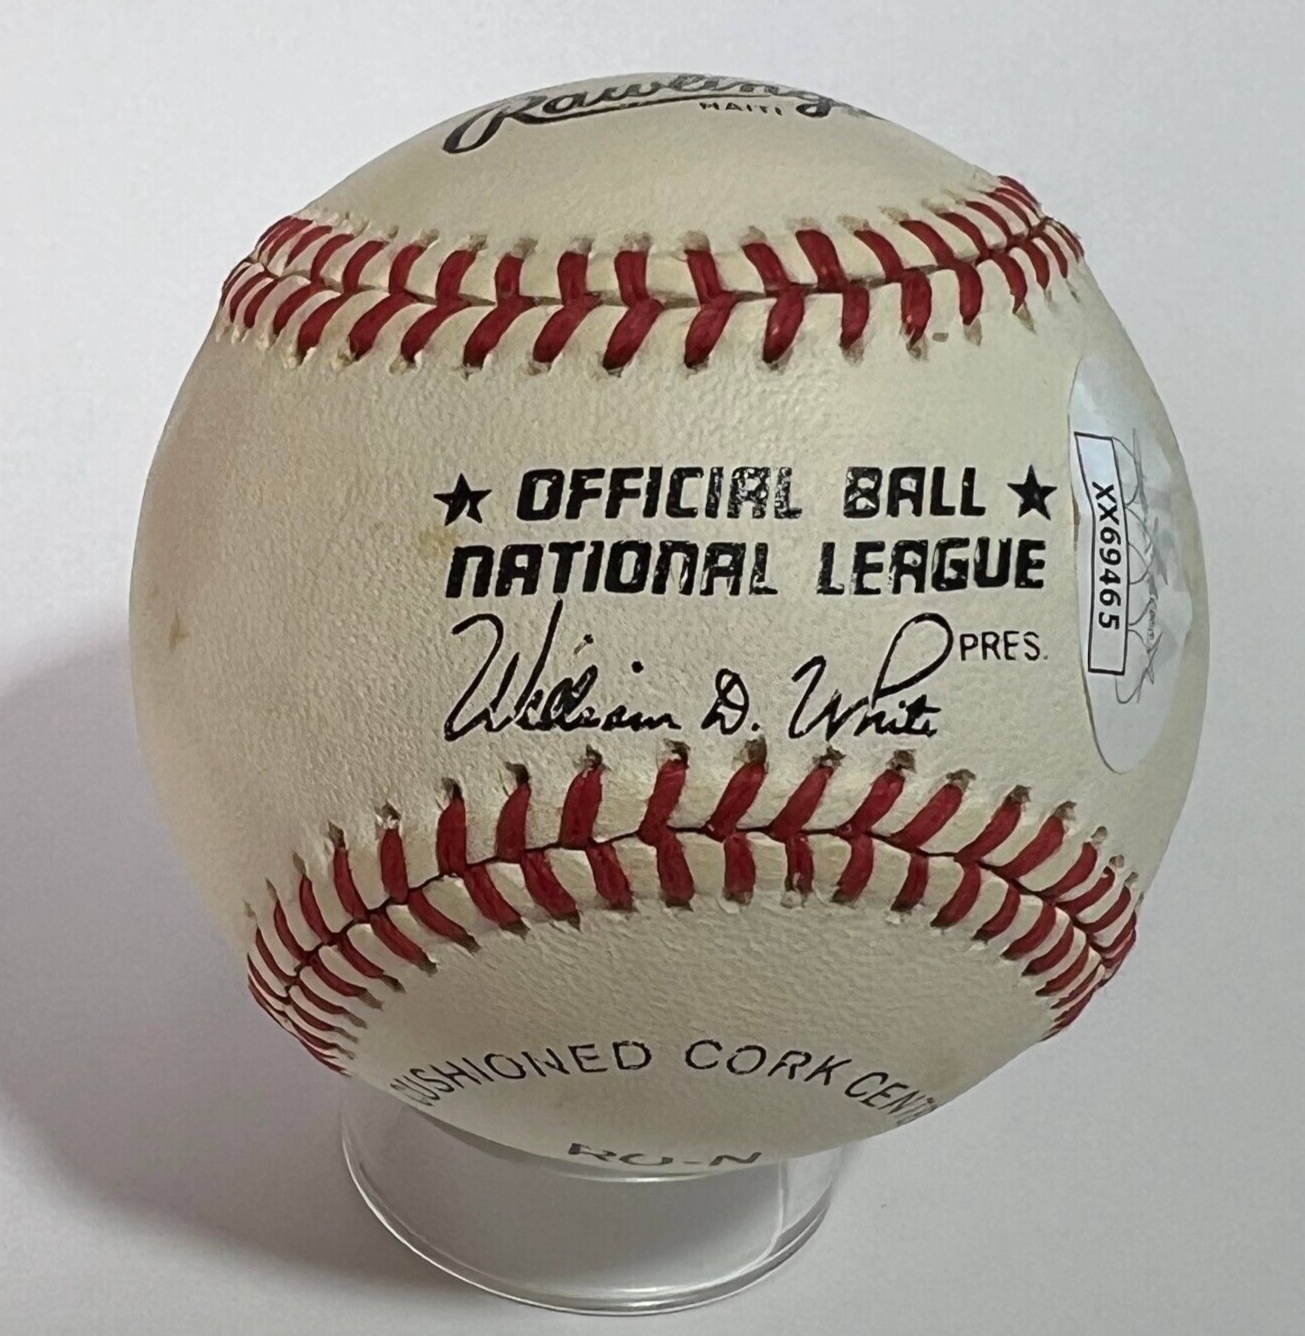 Rawlings
HAITI
★ OFFICIAL BALL ★
NATIONAL LEAGUE
William D. White PRES.
XX69465
CUSHIONED CORK CENT
RO-N